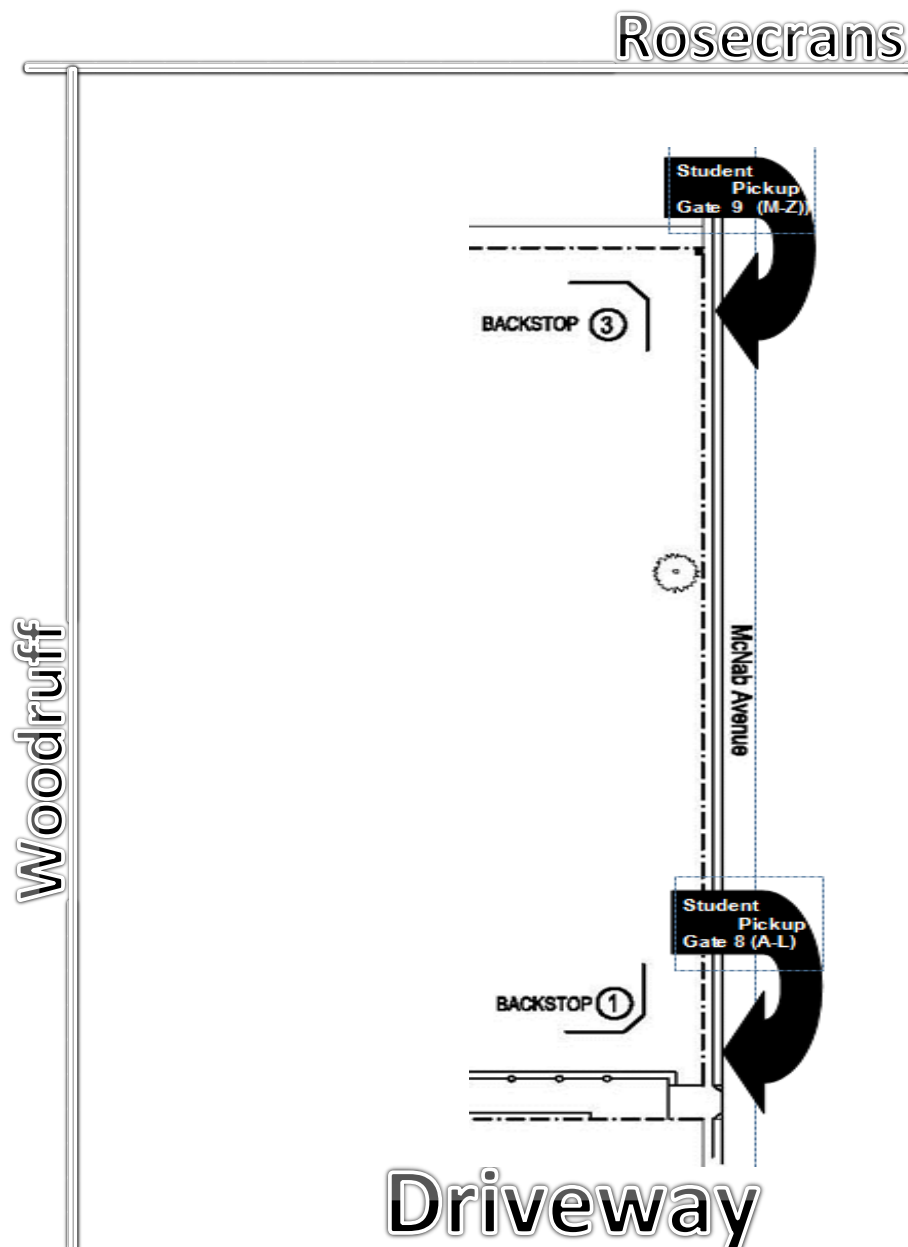 Rosecrans
Student
Pickup
Gate 9 (M-Z))
BACKSTOP 3
Woodruff
McNab Avenue
Student
Pickup
Gate 8 (A-L)
BACKSTOP 1
Driveway